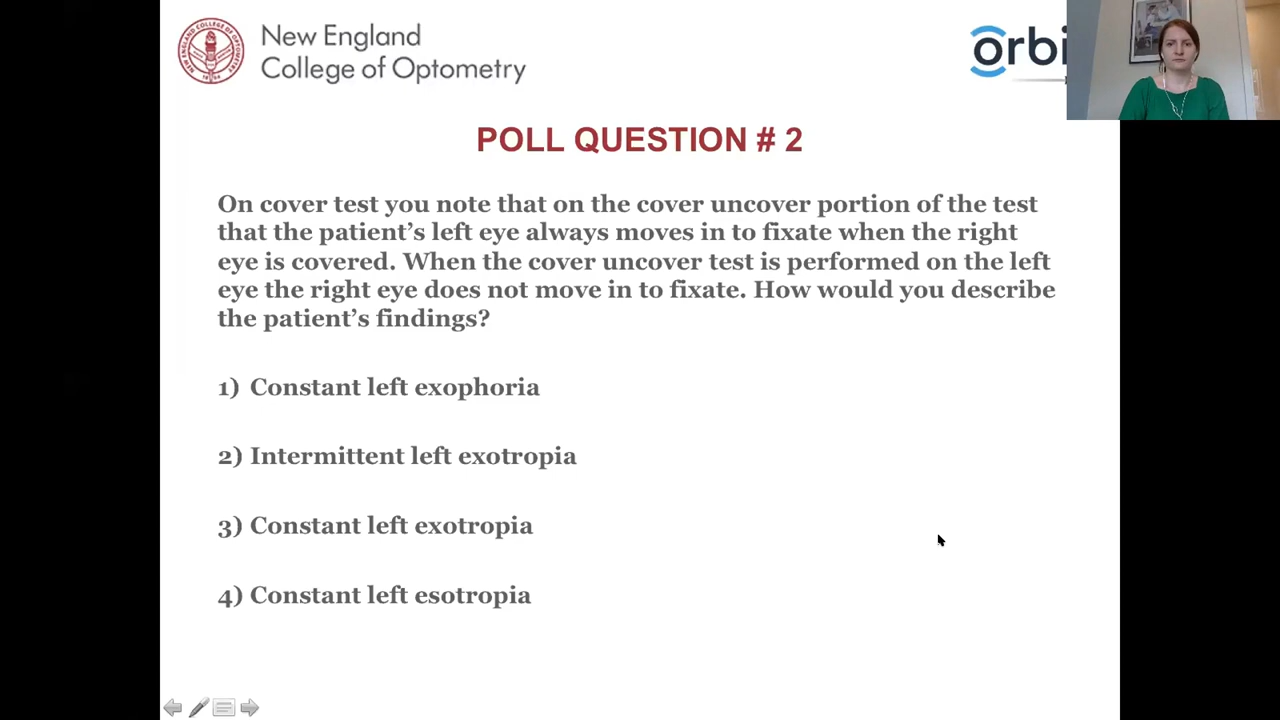 New England
College of Optometry
orbi
POLL QUESTION # 2
On cover test you note that on the cover uncover portion of the test
that the patient’s left eye always moves in to fixate when the right
eye is covered. When the cover uncover test is performed on the left
eye the right eye does not move in to fixate. How would you describe
the patient’s findings?
1) Constant left exophoria
2) Intermittent left exotropia
3) Constant left exotropia
4) Constant left esotropia